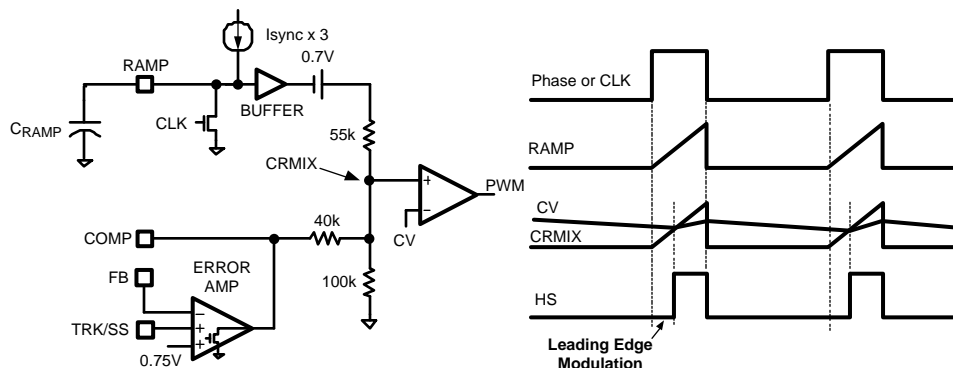 Isync x 3
0.7V
RAMP
BUFFER
CRAMP
CLK
55k
CRMIX
+
−
PWM
CV
40k
COMP
100k
FB
ERROR
AMP
−
TRK/SS
+
+
0.75V
Phase or CLK
RAMP
CV
CRMIX
HS
Leading Edge
Modulation